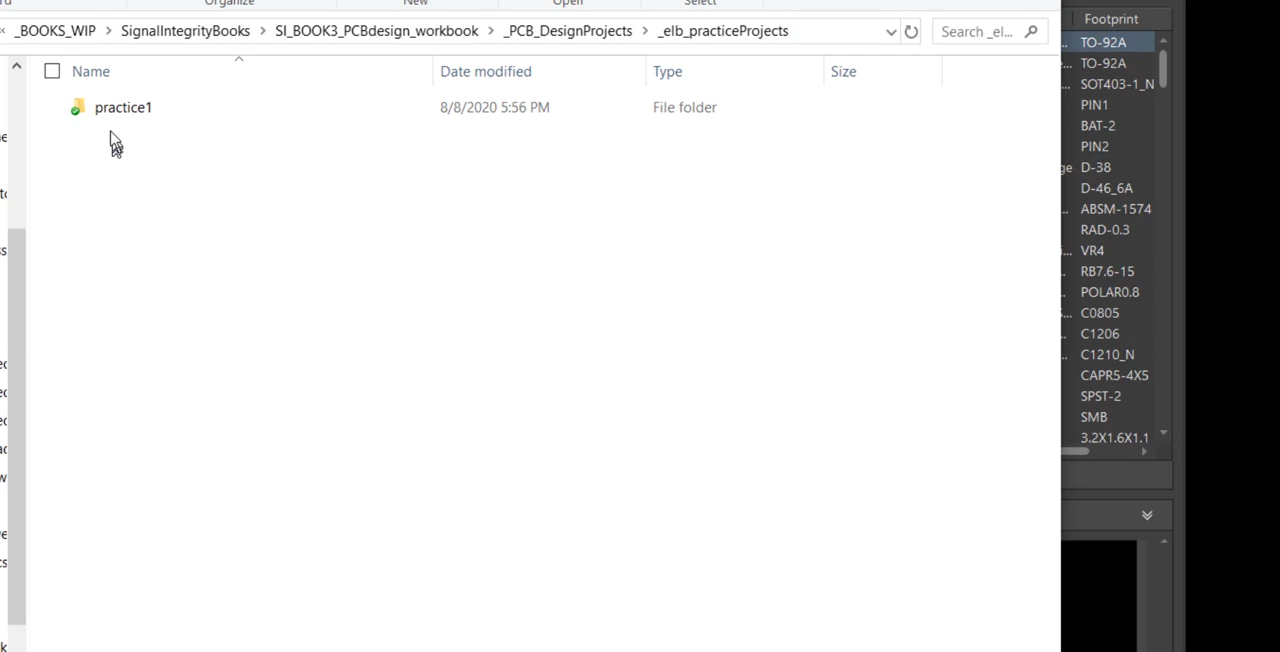 Organize New Open Select
_BOOKS_WIP > SignalIntegrityBooks > SI_BOOK3_PCBdesign_workbook > _PCB_DesignProjects > _elb_practiceProjects
Search _el...
Name Date modified Type Size
practice1 8/8/2020 5:56 PM File folder
Footprint
TO-92A
TO-92A
SOT403-1_N
PIN1
BAT-2
PIN2
D-38
D-46_6A
ABSM-1574
RAD-0.3
VR4
RB7.6-15
POLAR0.8
C0805
C1206
C1210_N
CAPR5-4X5
SPST-2
SMB
3.2X1.6X1.1